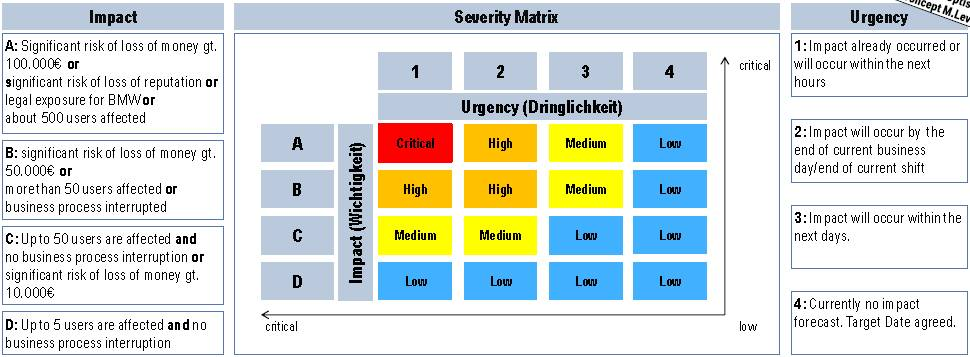 Impact
A: Significant risk of loss of money gt.
100.000€ or
significant risk of loss of reputation or
legal exposure for BMW or
about 500 users affected
B: significant risk of loss of money gt.
50.000€ or
more than 50 users affected or
business process interrupted
C: Up to 50 users are affected and
no business process interruption or
significant risk of loss of money gt.
10.000€
D: Up to 5 users are affected and no
business process interruption
Severity Matrix
1 2 3 4
Urgency (Dringlichkeit)
Impact (Wichtigkeit)
A Critical High Medium Low
B High High Medium Low
C Medium Medium Low Low
D Low Low Low Low
critical
critical
low
Urgency
1: Impact already occurred or
will occur within the next
hours
2: Impact will occur by the
end of current business
day/end of current shift
3: Impact will occur within the
next days.
4: Currently no impact
forecast. Target Date agreed.